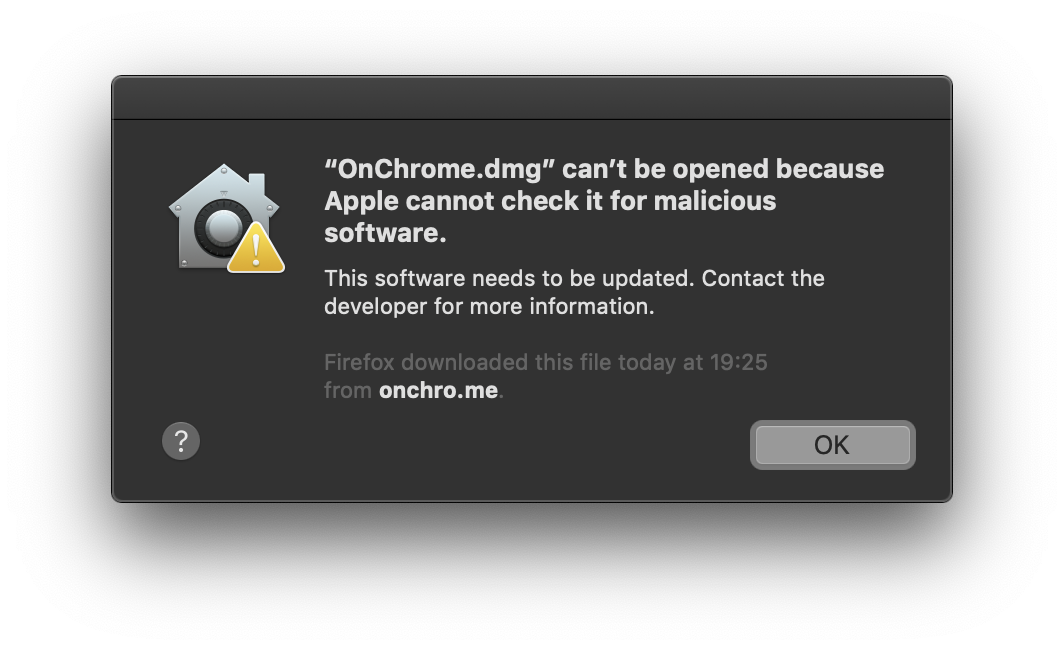 “OnChrome.dmg” can’t be opened because
Apple cannot check it for malicious
software.
This software needs to be updated. Contact the
developer for more information.
Firefox downloaded this file today at 19:25
from onchro.me.
?
OK